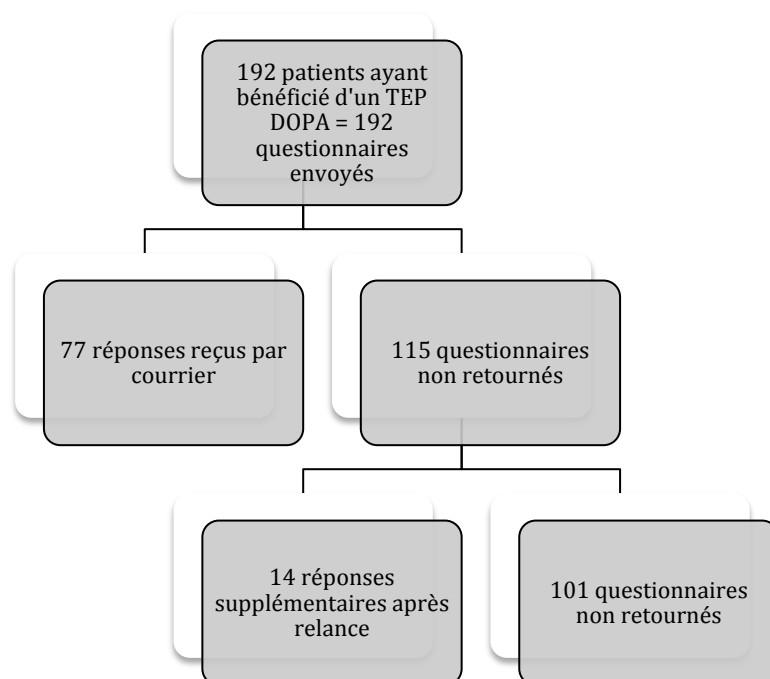 192 patients ayant
bénéficié d'un TEP
DOPA = 192
questionnaires
envoyés
77 réponses reçus par
courrier
115 questionnaires
non retournés
14 réponses
supplémentaires après
relance
101 questionnaires
non retournés